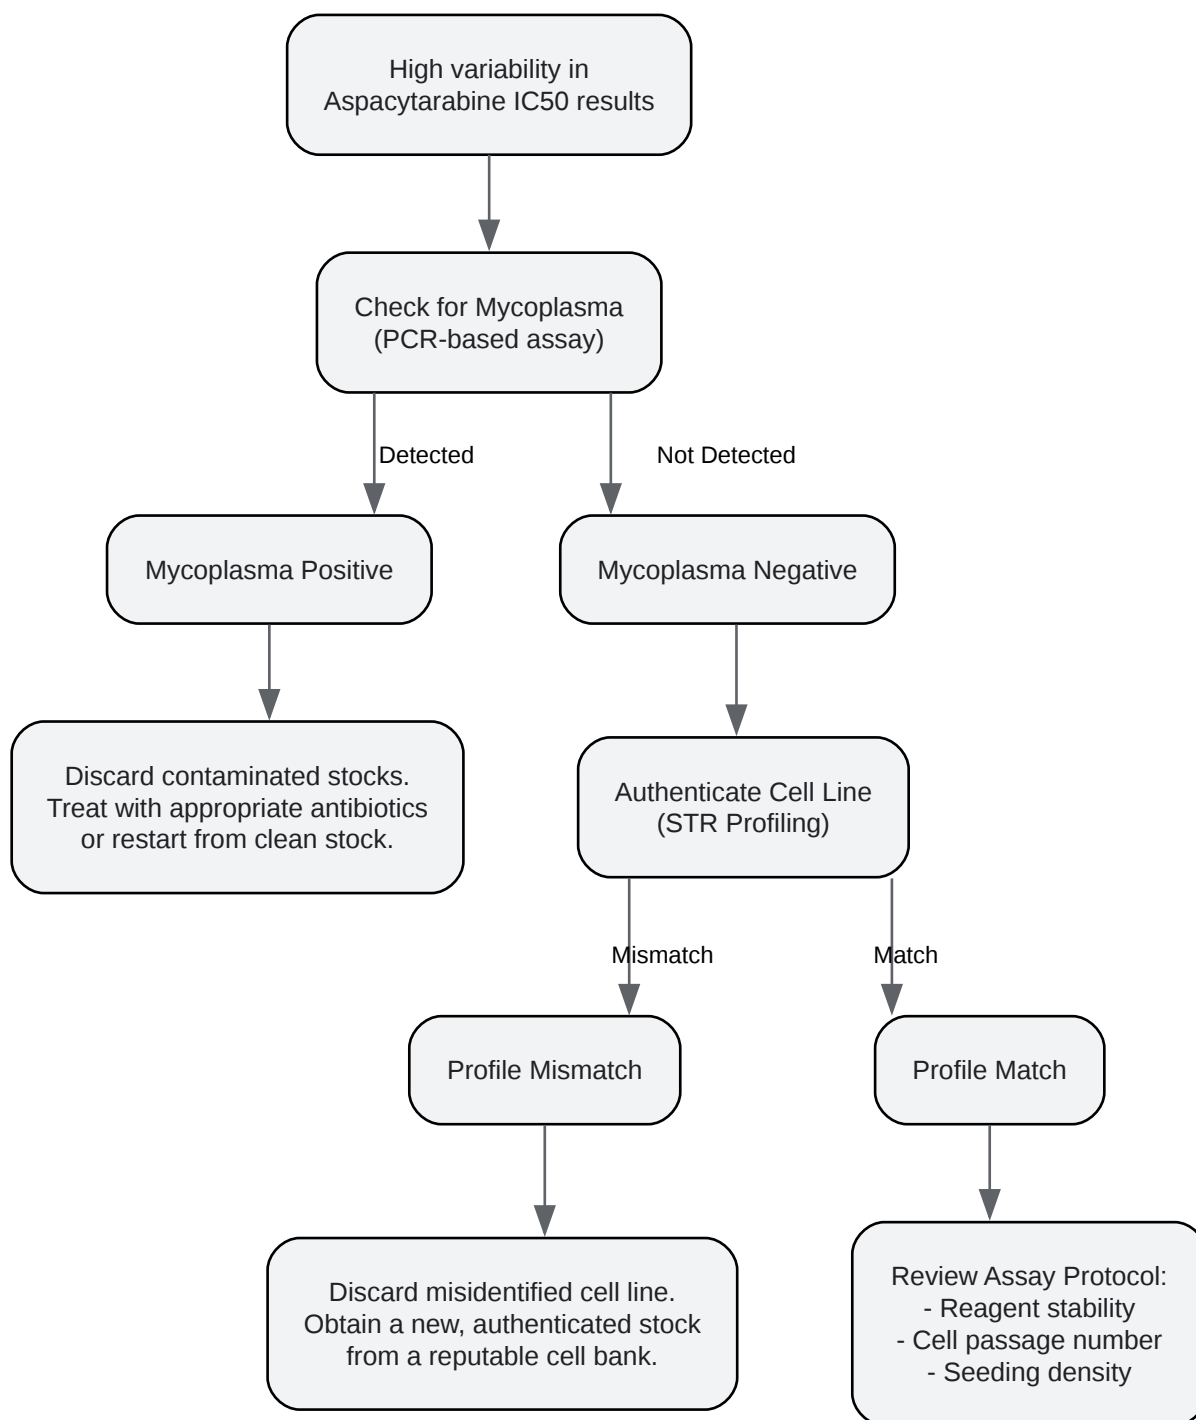 High variability in
Aspacytarabine IC50 results
Check for Mycoplasma
(PCR-based assay)
Detected
Not Detected
Mycoplasma Positive
Mycoplasma Negative
Discard contaminated stocks.
Treat with appropriate antibiotics
or restart from clean stock.
Authenticate Cell Line
(STR Profiling)
Mismatch
Match
Profile Mismatch
Profile Match
Discard misidentified cell line.
Obtain a new, authenticated stock
from a reputable cell bank.
Review Assay Protocol:
- Reagent stability
- Cell passage number
- Seeding density